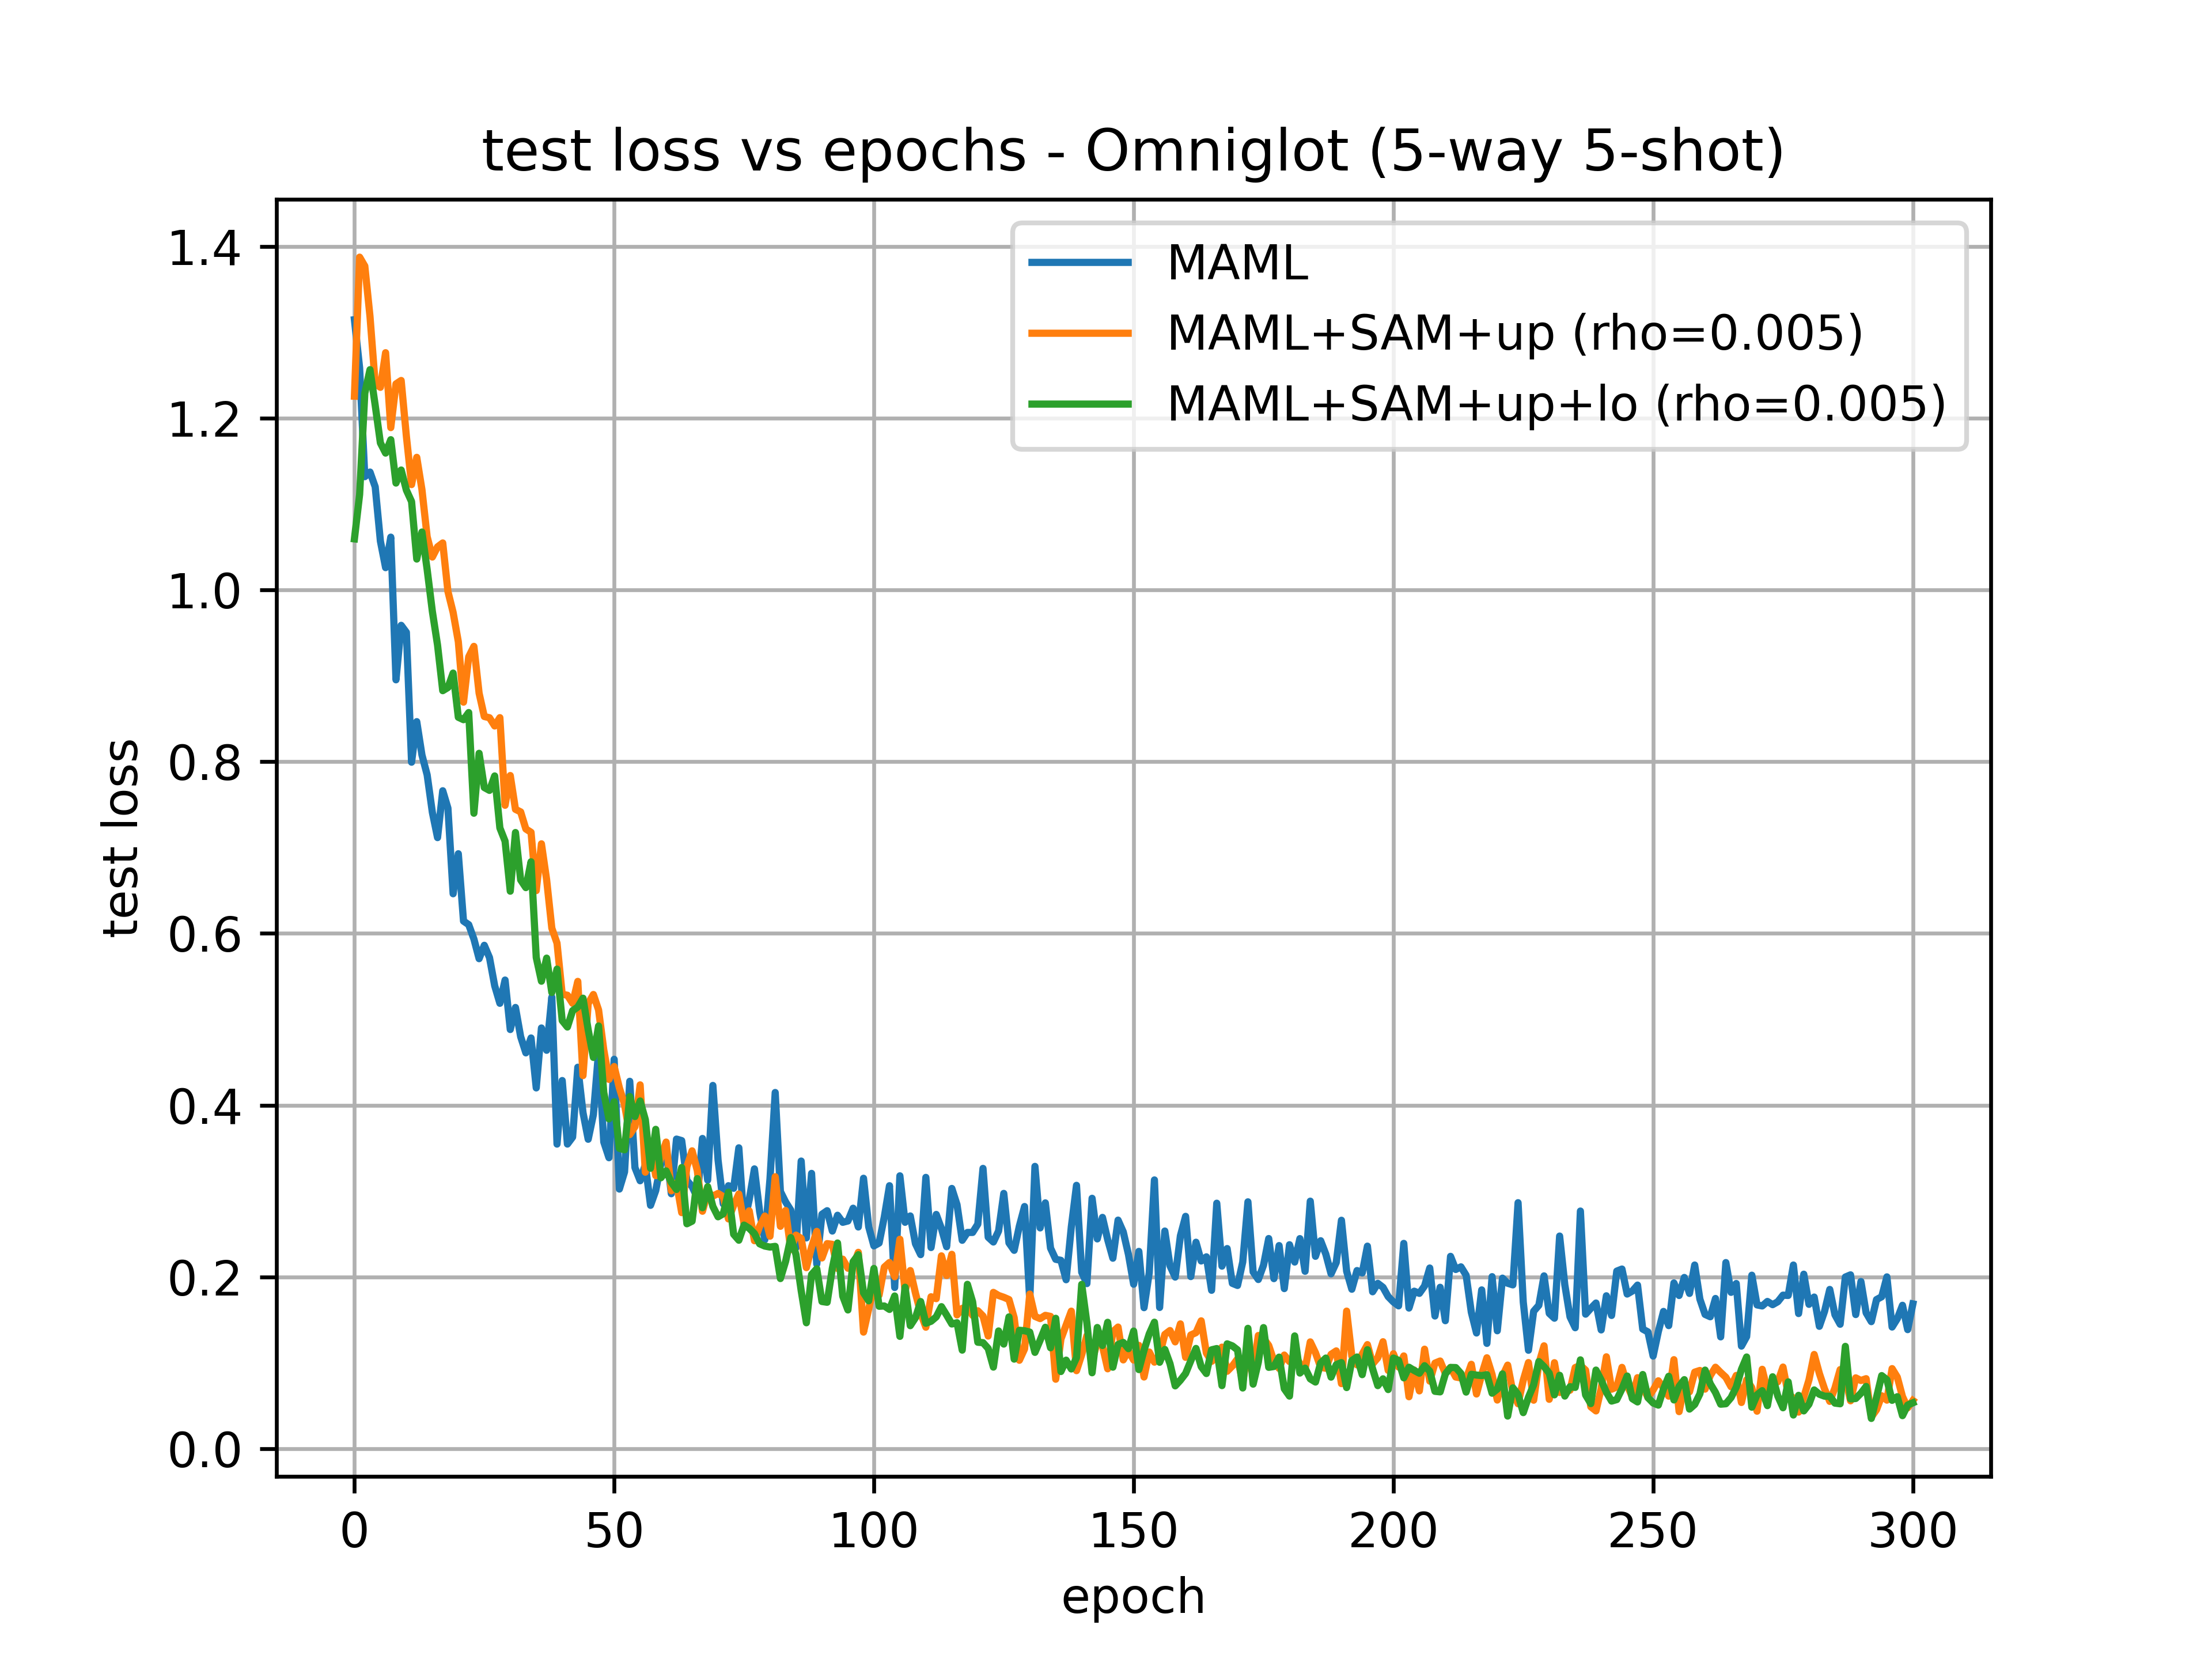 test loss vs epochs - Omniglot (5-way 5-shot)
MAML
MAML+SAM+up (rho=0.005)
MAML+SAM+up+lo (rho=0.005)
1.4
1.2
1.0
0.8
0.6
0.4
0.2
0.0
test loss
0 50 100 150 200 250 300
epoch